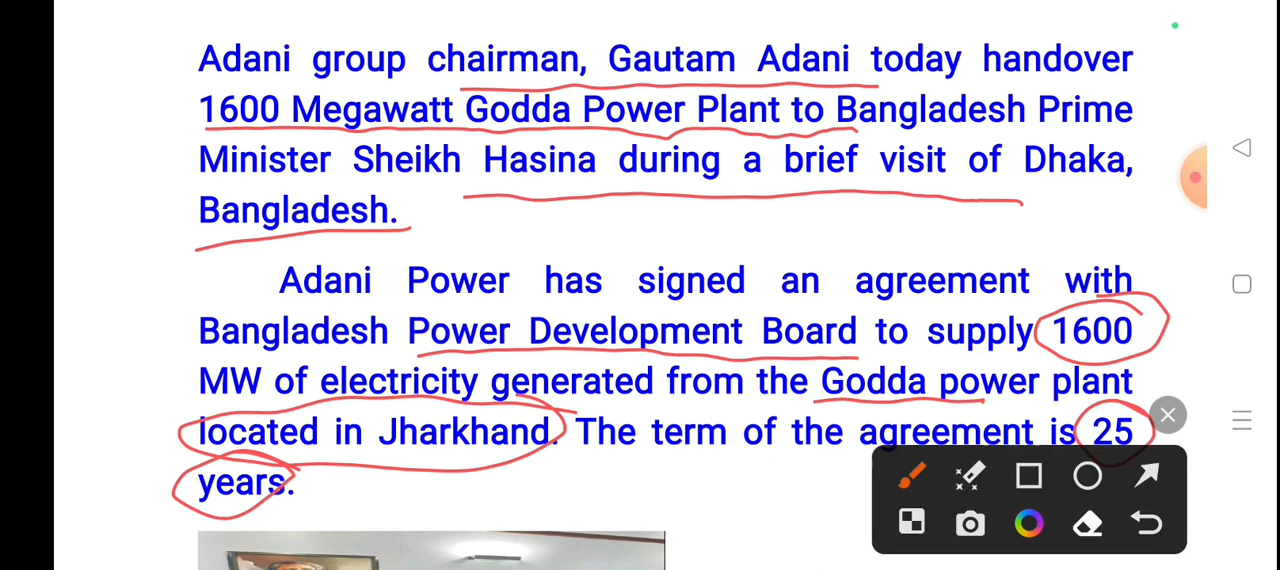 Adani group chairman, Gautam Adani today handover
1600 Megawatt Godda Power Plant to Bangladesh Prime
Minister Sheikh Hasina during a brief visit of Dhaka,
Bangladesh.
Adani Power has signed an agreement with
Bangladesh Power Development Board to supply 1600
MW of electricity generated from the Godda power plant
located in Jharkhand. The term of the agreement is 25
years.